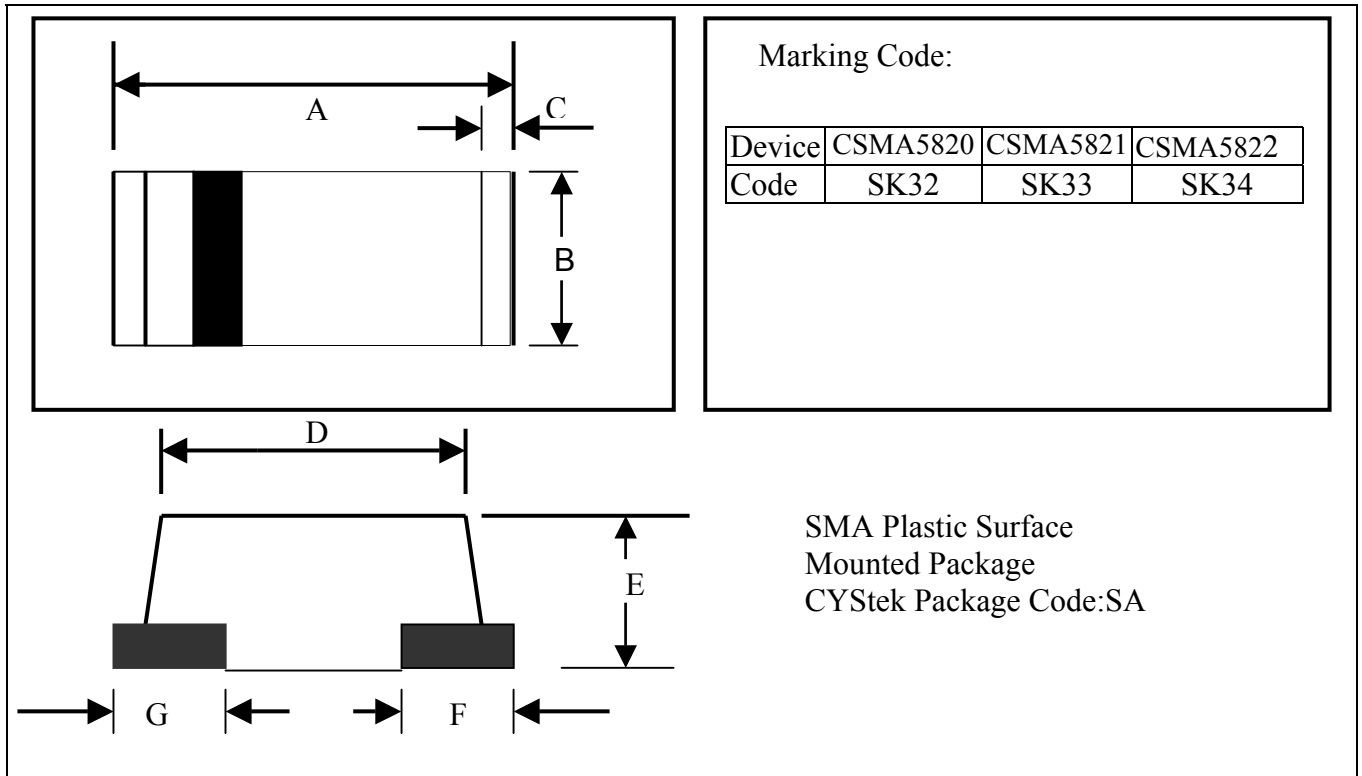 A
C
B
Marking Code:
Device CSMA5820 CSMA5821 CSMA5822
Code SK32 SK33 SK34
D
E
G
F
SMA Plastic Surface
Mounted Package
CYStek Package Code:SA